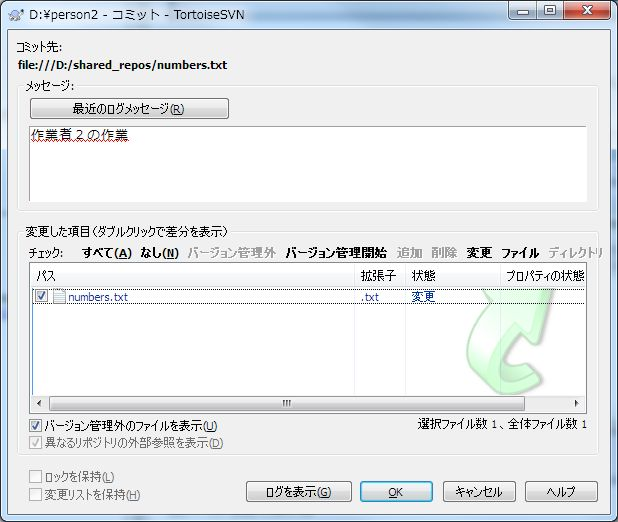 D:¥person2 - コミット - TortoiseSVN
コミット先:
file:///D:/shared_repos/numbers.txt
メッセージ:
最近のログメッセージ(R)
作業者２の作業
変更した項目(ダブルクリックで差分を表示)
チェック: すべて(A) なし(N) バージョン管理外 バージョン管理開始 追加 削除 変更 ファイル ディレクトリ
パス 拡張子 状態 プロパティの状態
numbers.txt .txt 変更
バージョン管理外のファイルを表示(U) 選択ファイル数 1、全体ファイル数 1
異なるリポジトリの外部参照を表示(D)
ロックを保持(L)
変更リストを保持(H)
ログを表示(G) OK キャンセル ヘルプ